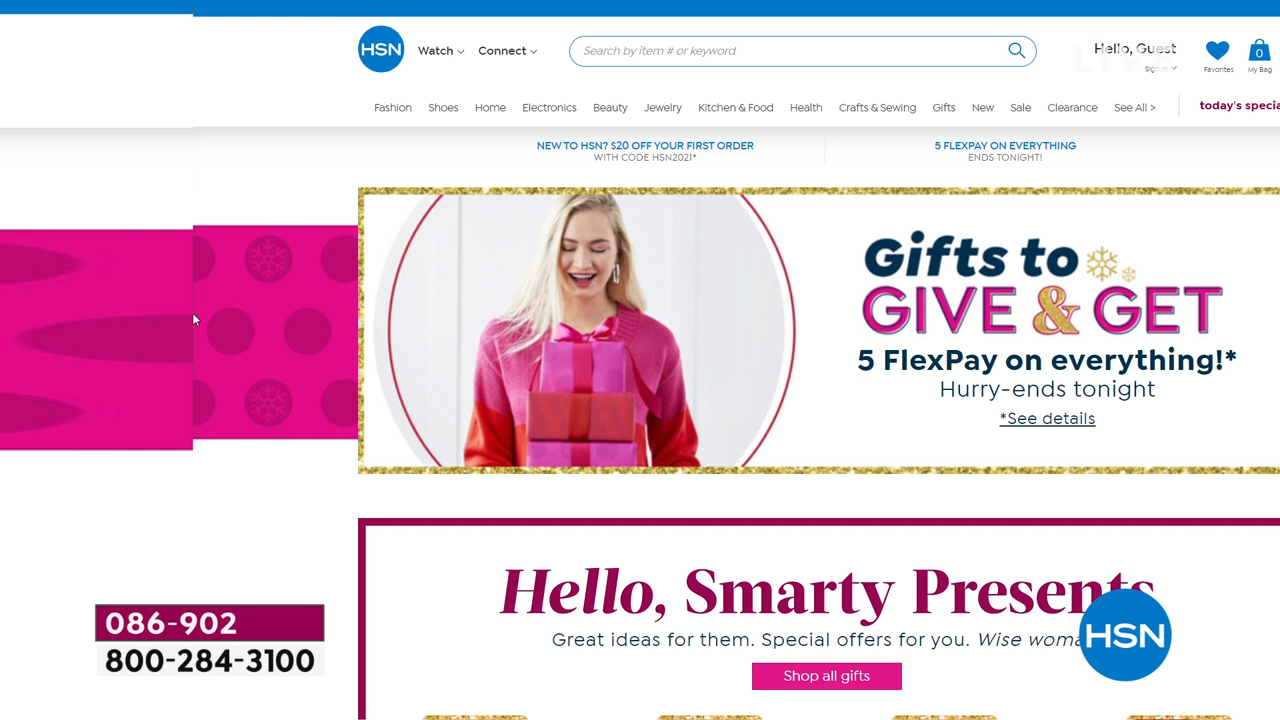 HSN
Watch
Connect
Search by item # or keyword
Hello, Guest
LIVE
Sign In
Favorites
0
My Bag
Fashion
Shoes
Home
Electronics
Beauty
Jewelry
Kitchen & Food
Health
Crafts & Sewing
Gifts
New
Sale
Clearance
See All >
today's specia
NEW TO HSN? $20 OFF YOUR FIRST ORDER
WITH CODE HSN2021*
5 FLEXPAY ON EVERYTHING
ENDS TONIGHT!
Gifts to
GIVE & GET
5 FlexPay on everything!*
Hurry-ends tonight
*See details
Hello, Smarty Presents
Great ideas for them. Special offers for you. Wise woma
Shop all gifts
086-902
800-284-3100
HSN